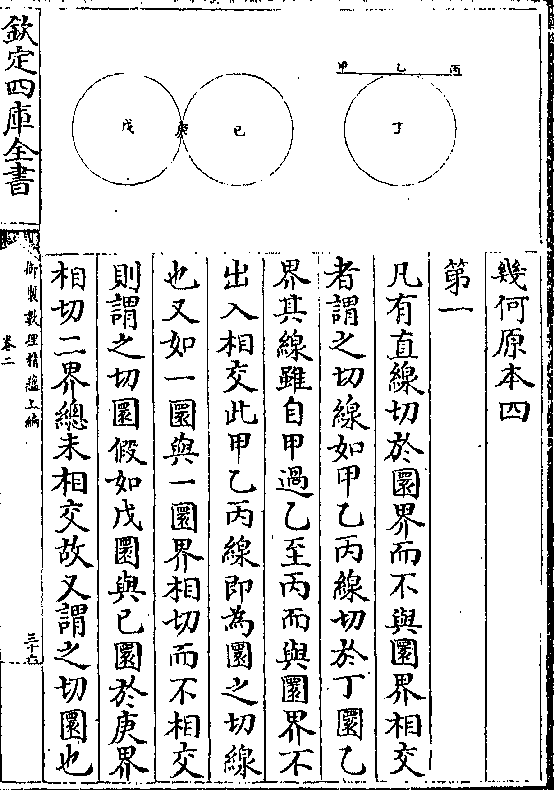 幾何原本四
第一
凡有直線切於圜界而不與圜界相交
者謂之切線如甲乙丙線切於丁圜乙
界其線雖自甲過乙至丙而與圜界不
出入相交此甲乙丙線即為圜之切線
也又如一圜與一圜界相切而不相交
則謂之切圜假如戊圜與已圜於庚界
相切二界總未相交故又謂之切圜也
甲 乙 丙
丁
戊 庚 已
欽定四庫全書
御製數理精蘊上編
卷二
三十六